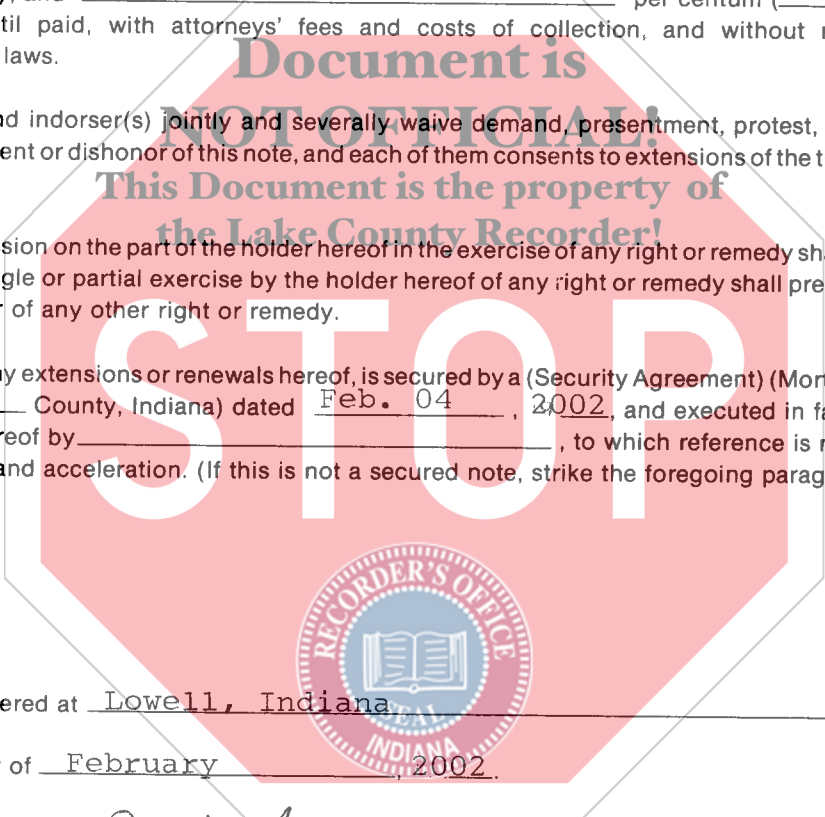 per centum (
til paid, with attorneys' fees and costs of collection, and without
laws.
Document is
NOT OFFICIAL!
d indorser(s) jointly and severally waive demand, presentment, protest,
ent or dishonor of this note, and each of them consents to extensions of the t
This Document is the property of
the Lake County Recorder!
sion on the part of the holder hereof in the exercise of any right or remedy sh
gle or partial exercise by the holder hereof of any right or remedy shall pre
of any other right or remedy.
STOP
y extensions or renewals hereof, is secured by a (Security Agreement) (Mort
County, Indiana) dated Feb. 04, 2002, and executed in fa
reof by , to which reference is
and acceleration. (If this is not a secured note, strike the foregoing parag
RECORDER'S OFFICE
SEAL
INDIANA
ered at Lowell, Indiana
of February, 2002.